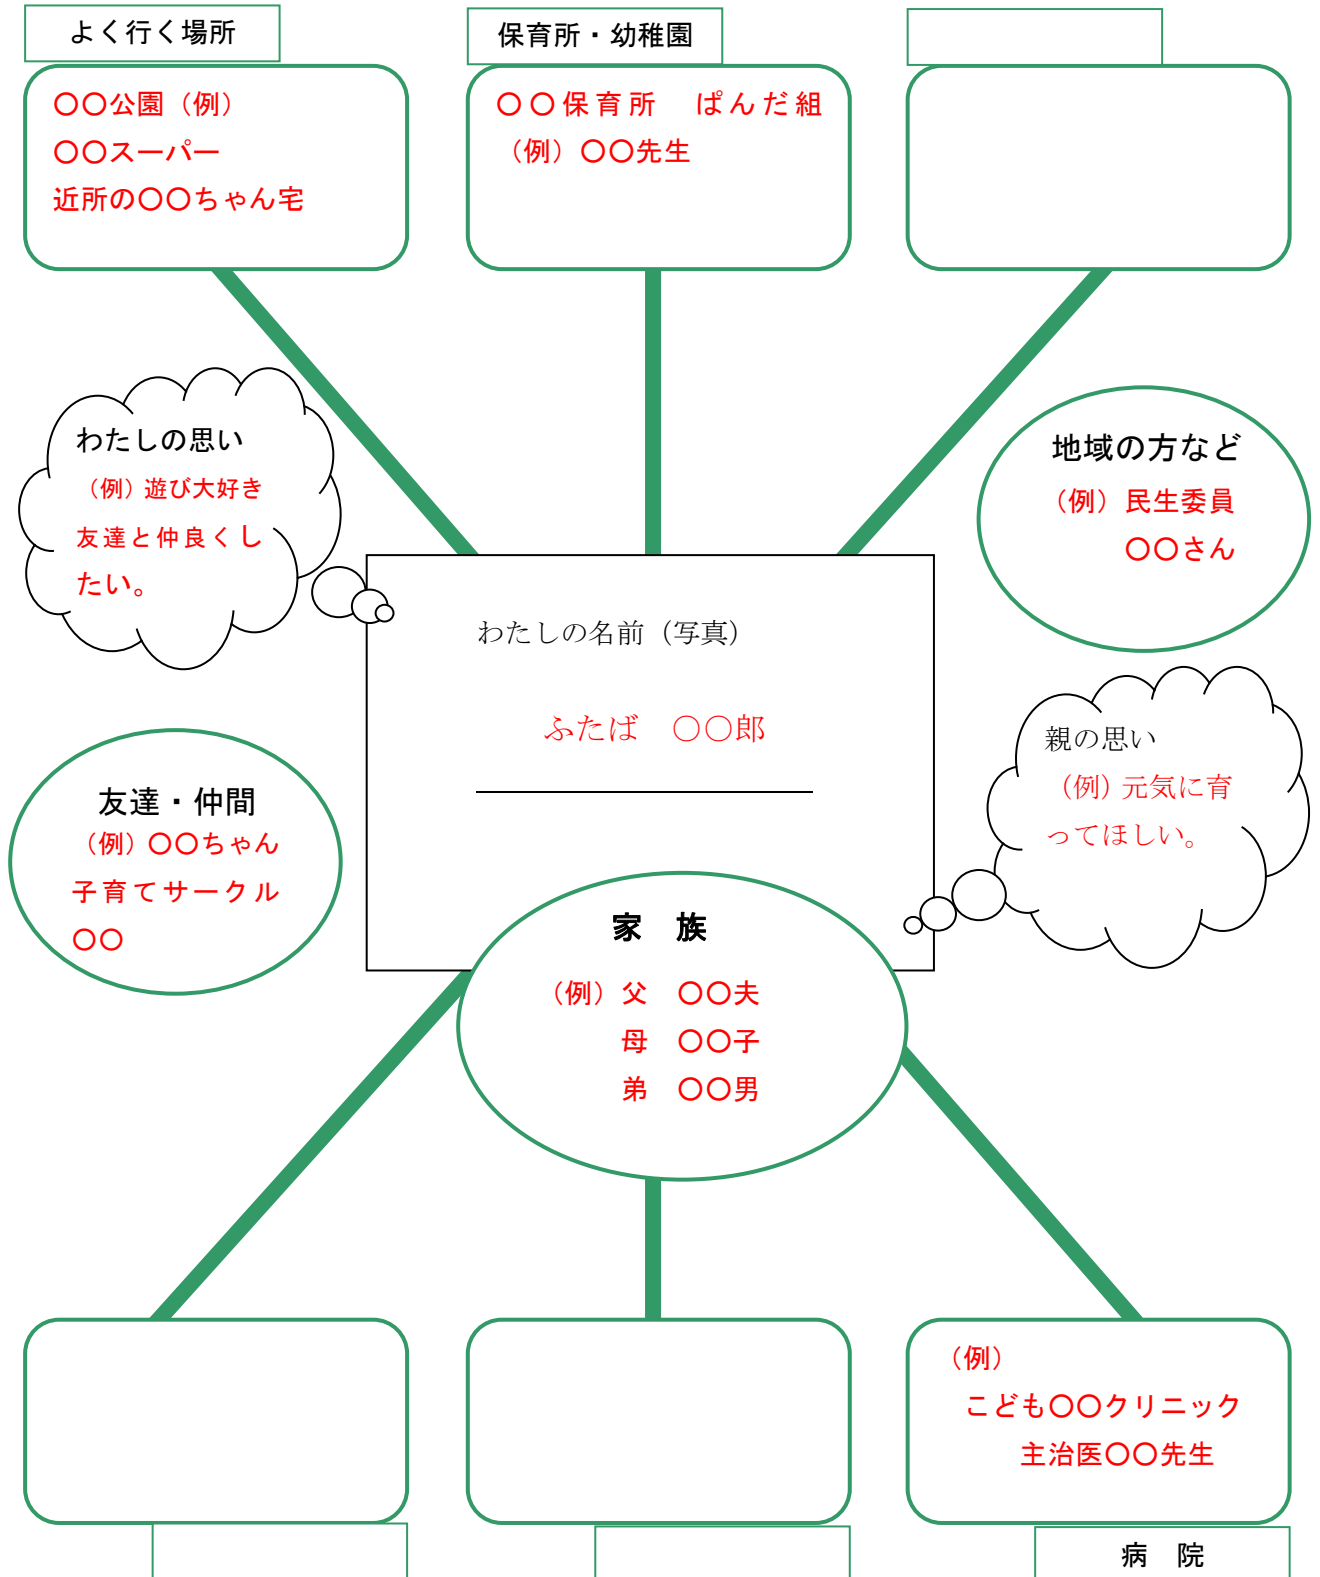 よく行く場所
〇〇公園（例）
〇〇スーパー
近所の〇〇ちゃん宅
保育所・幼稚園
〇〇保育所　ぱんだ組
（例）〇〇先生
わたしの思い
（例）遊び大好き
友達と仲良くし
たい。
地域の方など
（例）民生委員
〇〇さん
わたしの名前（写真）
ふたば　〇〇郎
親の思い
（例）元気に育
ってほしい。
友達・仲間
（例）〇〇ちゃん
子育てサークル
〇〇
家　族
（例）父　〇〇夫
母　〇〇子
弟　〇〇男
（例）
こども〇〇クリニック
主治医〇〇先生
病　院